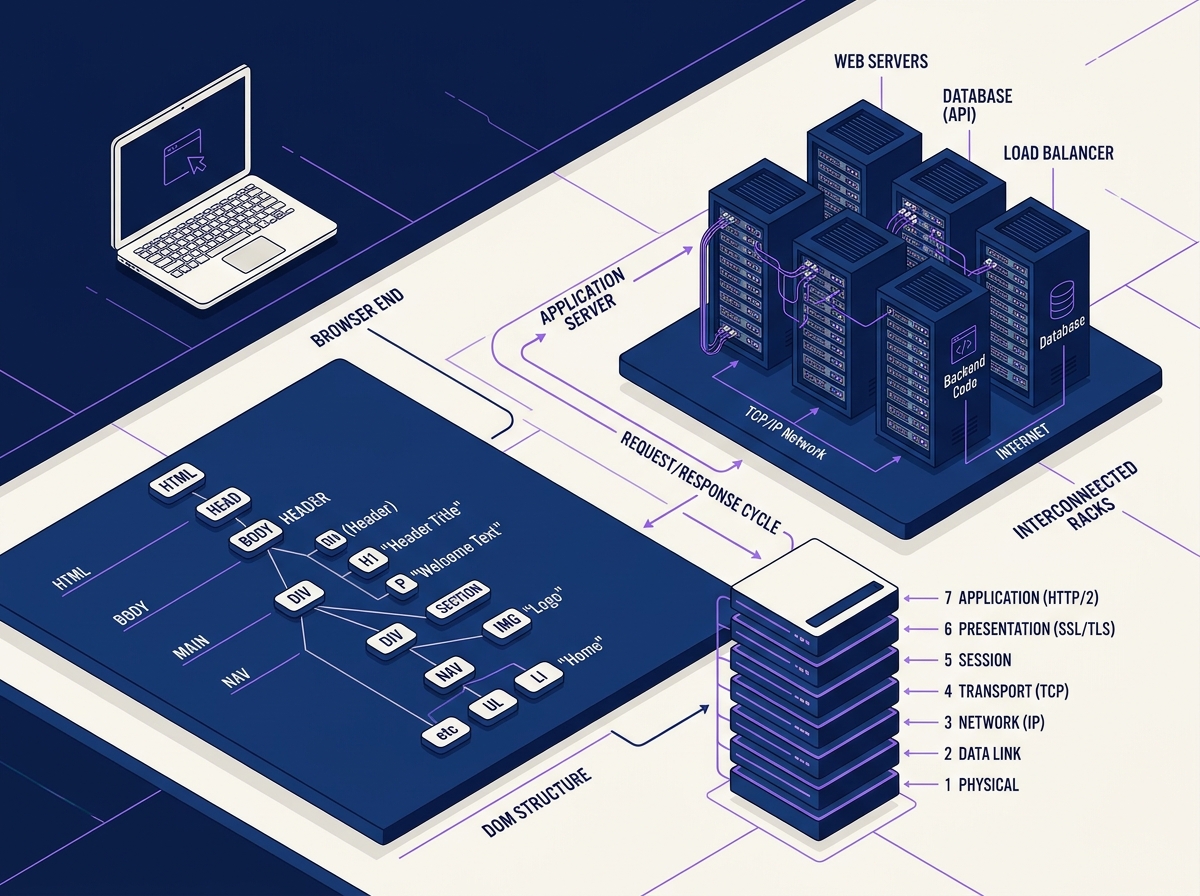 WEB SERVERS
DATABASE
(API)
LOAD BALANCER
BROWSER END
APPLICATION
SERVER
Backend
Code
Database
TCP/IP Network
INTERNET
REQUEST/RESPONSE CYCLE
INTERCONNECTED
RACKS
HTML
HEAD
BODY
HEADER
(Header)
H1
"Header Title"
P
"Welcome Text"
DIV
SECTION
DIV
IMG
"Logo"
NAV
LI
"Home"
UL
etc
HTML
BODY
MAIN
NAV
DOM STRUCTURE
7 APPLICATION (HTTP/2)
6 PRESENTATION (SSL/TLS)
5 SESSION
4 TRANSPORT (TCP)
3 NETWORK (IP)
2 DATA LINK
1 PHYSICAL